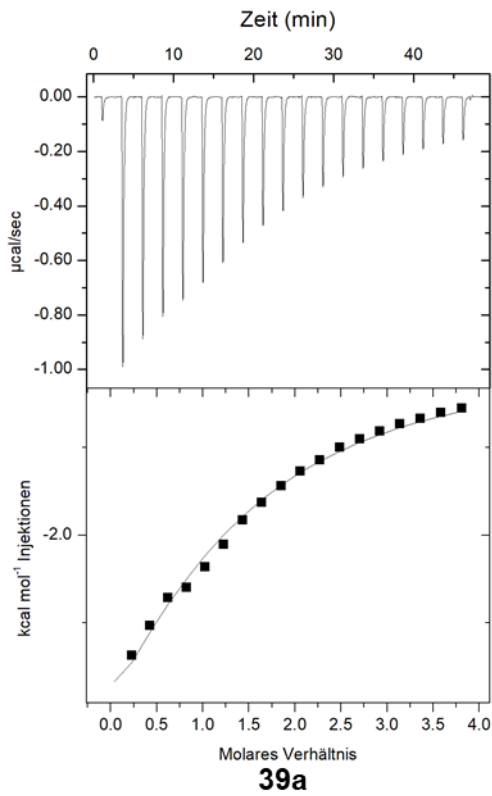 Zeit (min)
0 10 20 30 40
0.00
-0.20
-0.40
-0.60
-0.80
-1.00
µcal/sec
-2.0
kcal mol⁻¹ Injektionen
0.0 0.5 1.0 1.5 2.0 2.5 3.0 3.5 4.0
Molares Verhältnis
39a